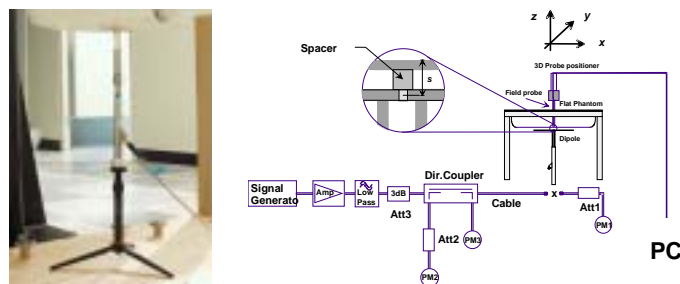 z
y
x
Spacer
s
3D Probe positioner
Field probe
Flat Phantom
Dipole
Signal
Generato
Amp
Low
Pass
3dB
Att3
Dir.Coupler
Cable
x
Att1
PM1
Att2
PM3
PM2
PC